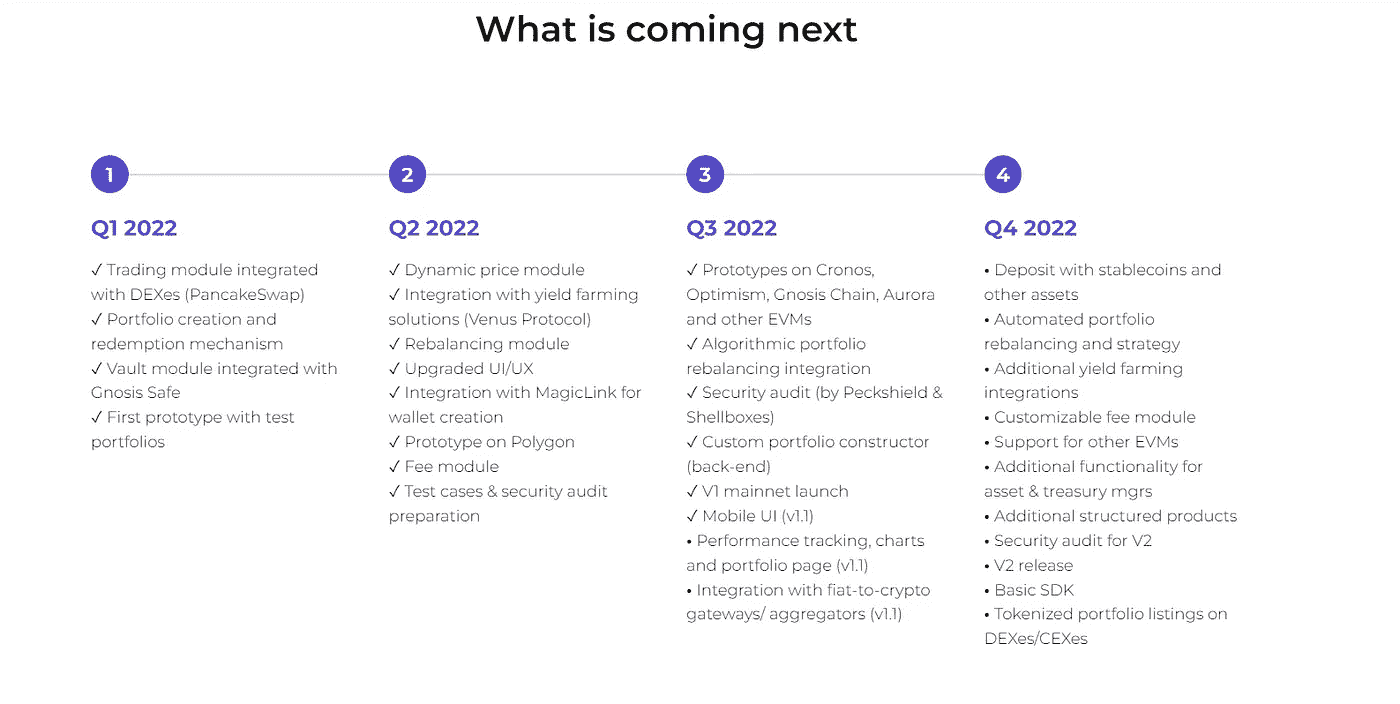 What is coming next
1
2
3
4
Q1 2022
✓ Trading module integrated
with DEXes (PancakeSwap)
✓ Portfolio creation and
redemption mechanism
✓ Vault module integrated with
Gnosis Safe
✓ First prototype with test
portfolios
Q2 2022
✓ Dynamic price module
✓ Integration with yield farming
solutions (Venus Protocol)
✓ Rebalancing module
✓ Upgraded UI/UX
✓ Integration with MagicLink for
wallet creation
✓ Prototype on Polygon
✓ Fee module
✓ Test cases & security audit
preparation
Q3 2022
✓ Prototypes on Cronos,
Optimism, Gnosis Chain, Aurora
and other EVMs
✓ Algorithmic portfolio
rebalancing integration
✓ Security audit (by Peckshield &
Shellboxes)
✓ Custom portfolio constructor
(back-end)
✓ V1 mainnet launch
✓ Mobile UI (v1.1)
• Performance tracking, charts
and portfolio page (v1.1)
• Integration with fiat-to-crypto
gateways/ aggregators (v1.1)
Q4 2022
• Deposit with stablecoins and
other assets
• Automated portfolio
rebalancing and strategy
• Additional yield farming
integrations
• Customizable fee module
• Support for other EVMs
• Additional functionality for
asset & treasury mgrs
• Additional structured products
• Security audit for V2
• V2 release
• Basic SDK
• Tokenized portfolio listings on
DEXes/CEXes